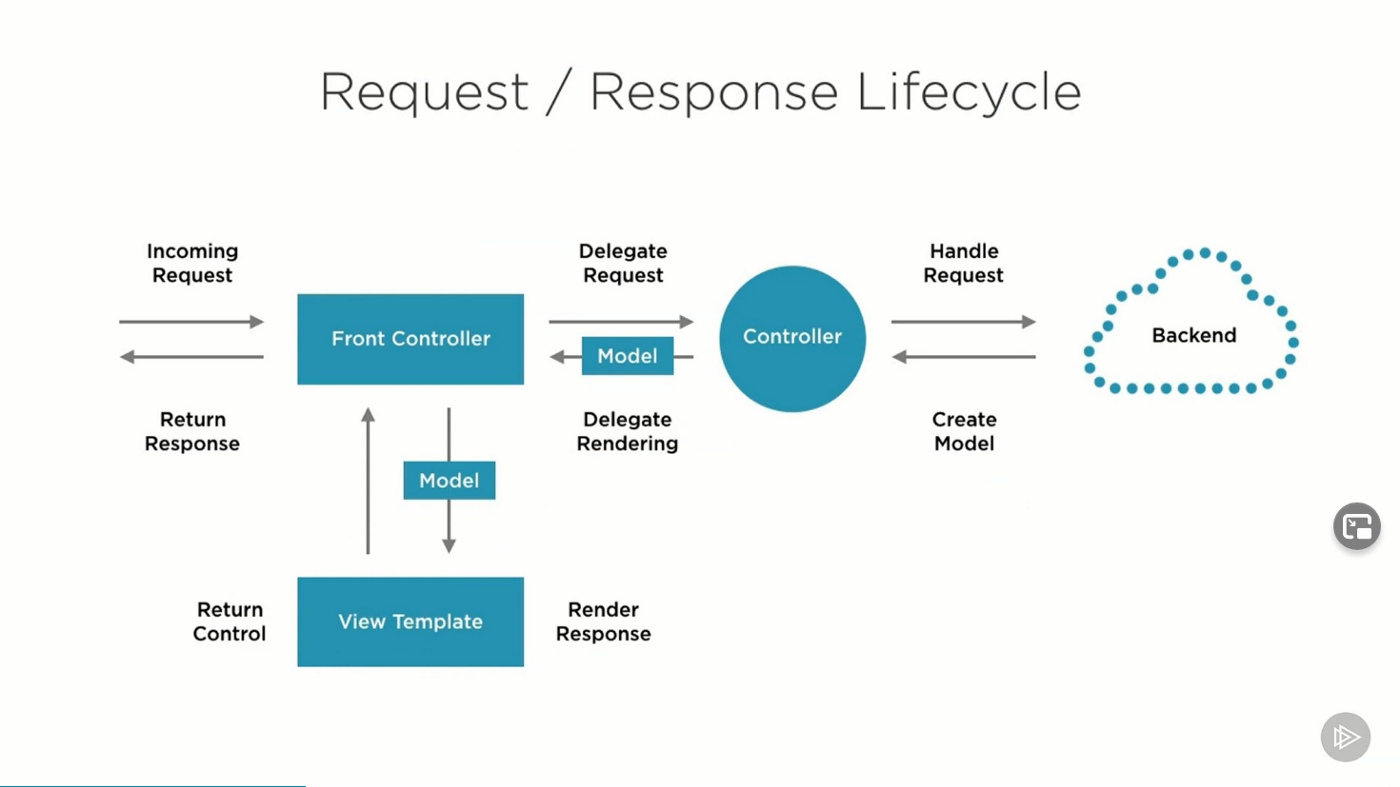 Request / Response Lifecycle
Incoming
Request
Delegate
Request
Handle
Request
Front Controller
Model
Controller
Backend
Return
Response
Delegate
Rendering
Create
Model
Model
Return
Control
View Template
Render
Response